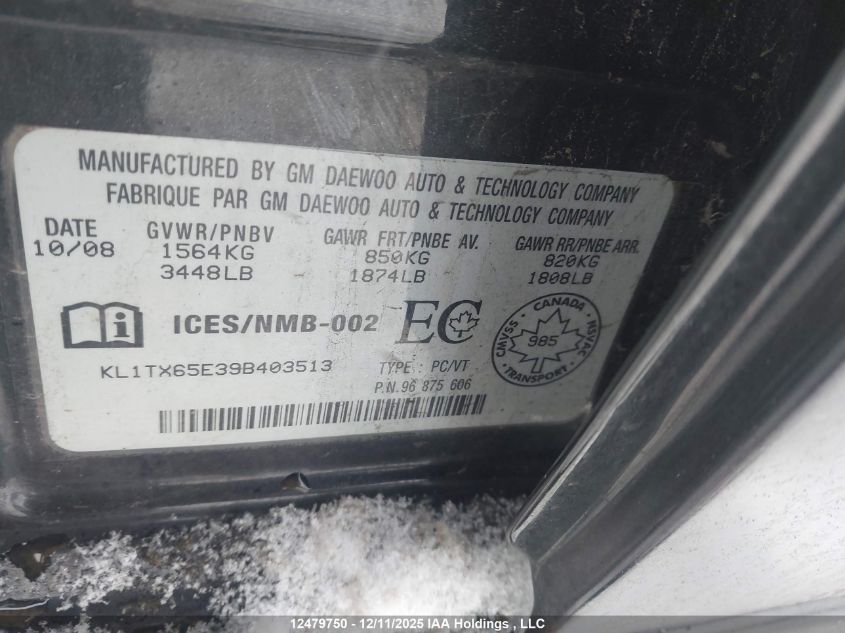 MANUFACTURED BY GM DAEWOO AUTO & TECHNOLOGY COMPANY
FABRIQUE PAR GM DAEWOO AUTO & TECHNOLOGY COMPANY
DATE GVWR/PNBV GAWR FRT/PNBE AV. GAWR RR/PNBE ARR.
10/08 1564KG 850KG 820KG
3448LB 1874LB 1808LB
i ICES/NMB-002 EC CANADA CMVSS 985 NSVAC TRANSPORT
KL1TX65E39B403513 TYPE : PC/VT
P.N.96 875 606
12479750 - 12/11/2025 IAA Holdings , LLC